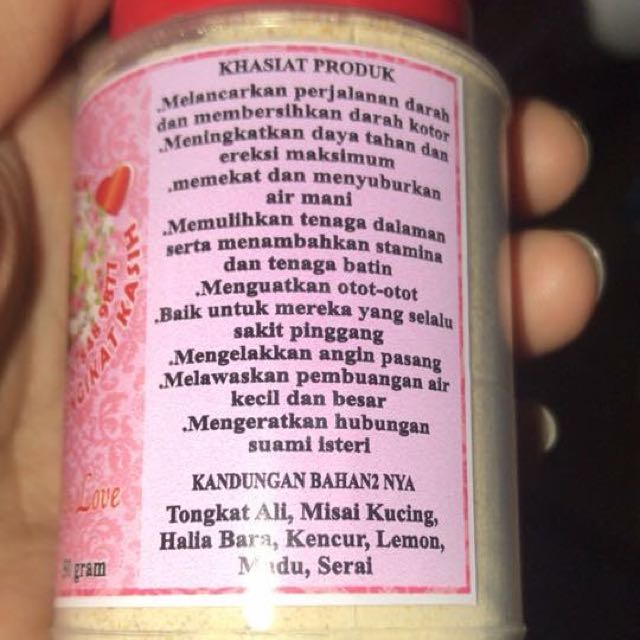 KHASIAT PRODUK
.Melancarkan perjalanan darah
dan membersihkan darah kotor
.Meningkatkan daya tahan dan
ereksi maksimum
.memekat dan menyuburkan
air mani
.Memulihkan tenaga dalaman
serta menambahkan stamina
dan tenaga batin
.Menguatkan otot-otot
.Baik untuk mereka yang selalu
sakit pinggang
.Mengelakkan angin pasang
.Melawaskan pembuangan air
kecil dan besar
.Mengeratkan hubungan
suami isteri
KANDUNGAN BAHAN2 NYA
Tongkat Ali, Misai Kucing,
Halia Bara, Kencur, Lemon,
Madu, Serai
9877
KASIH
Love
gram